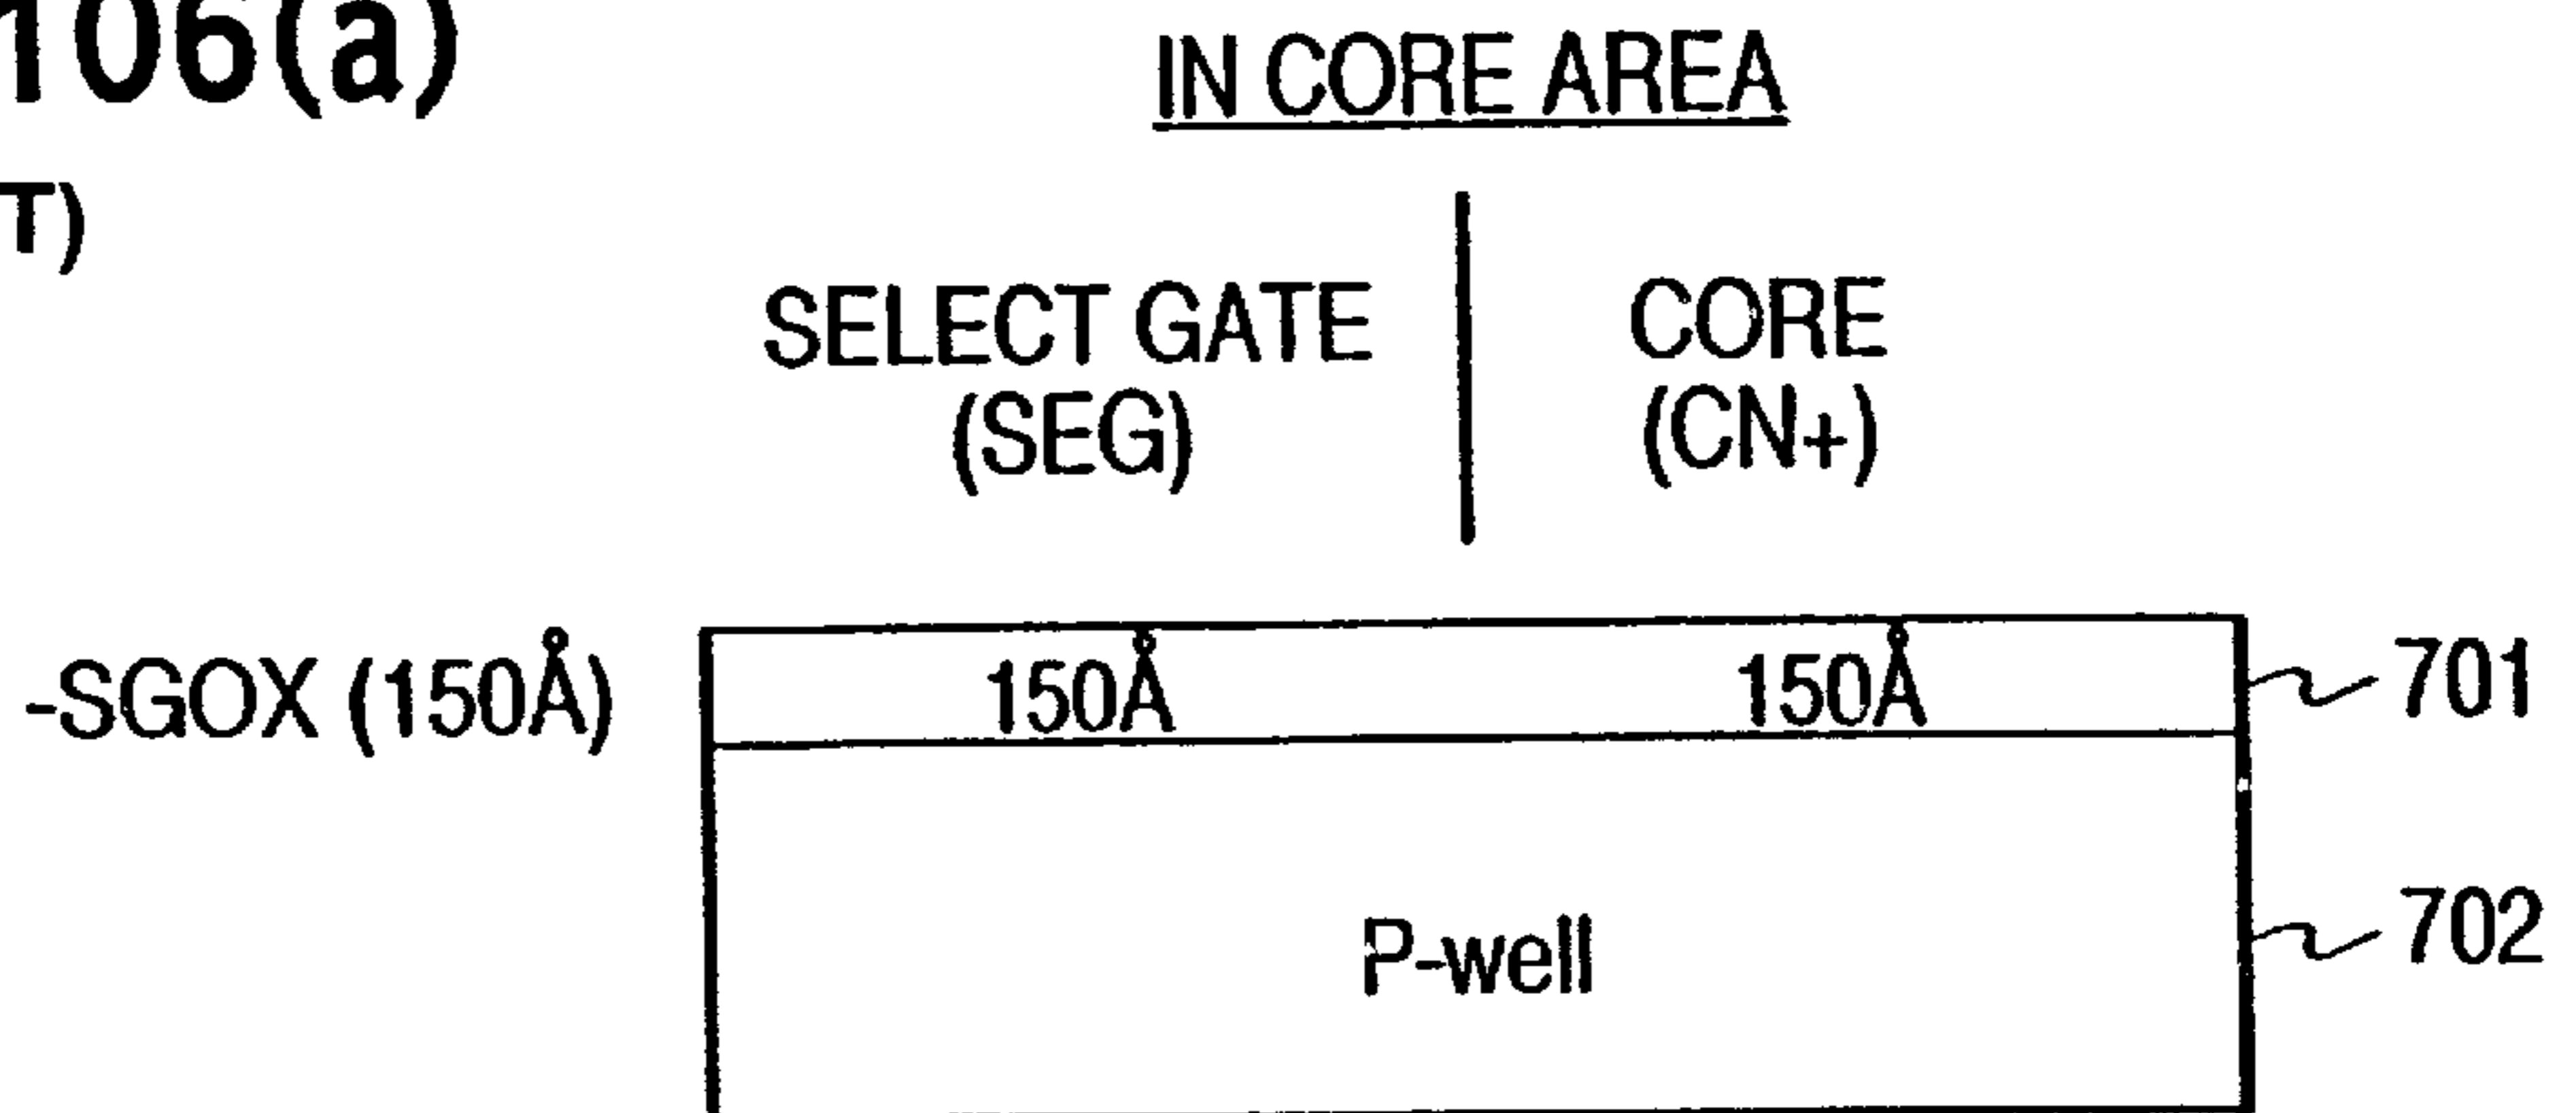 106(a)
T)
IN CORE AREA
SELECT GATE
(SEG)
CORE
(CN+)
-SGOX (150Å)
150Å
150Å
701
P-well
702